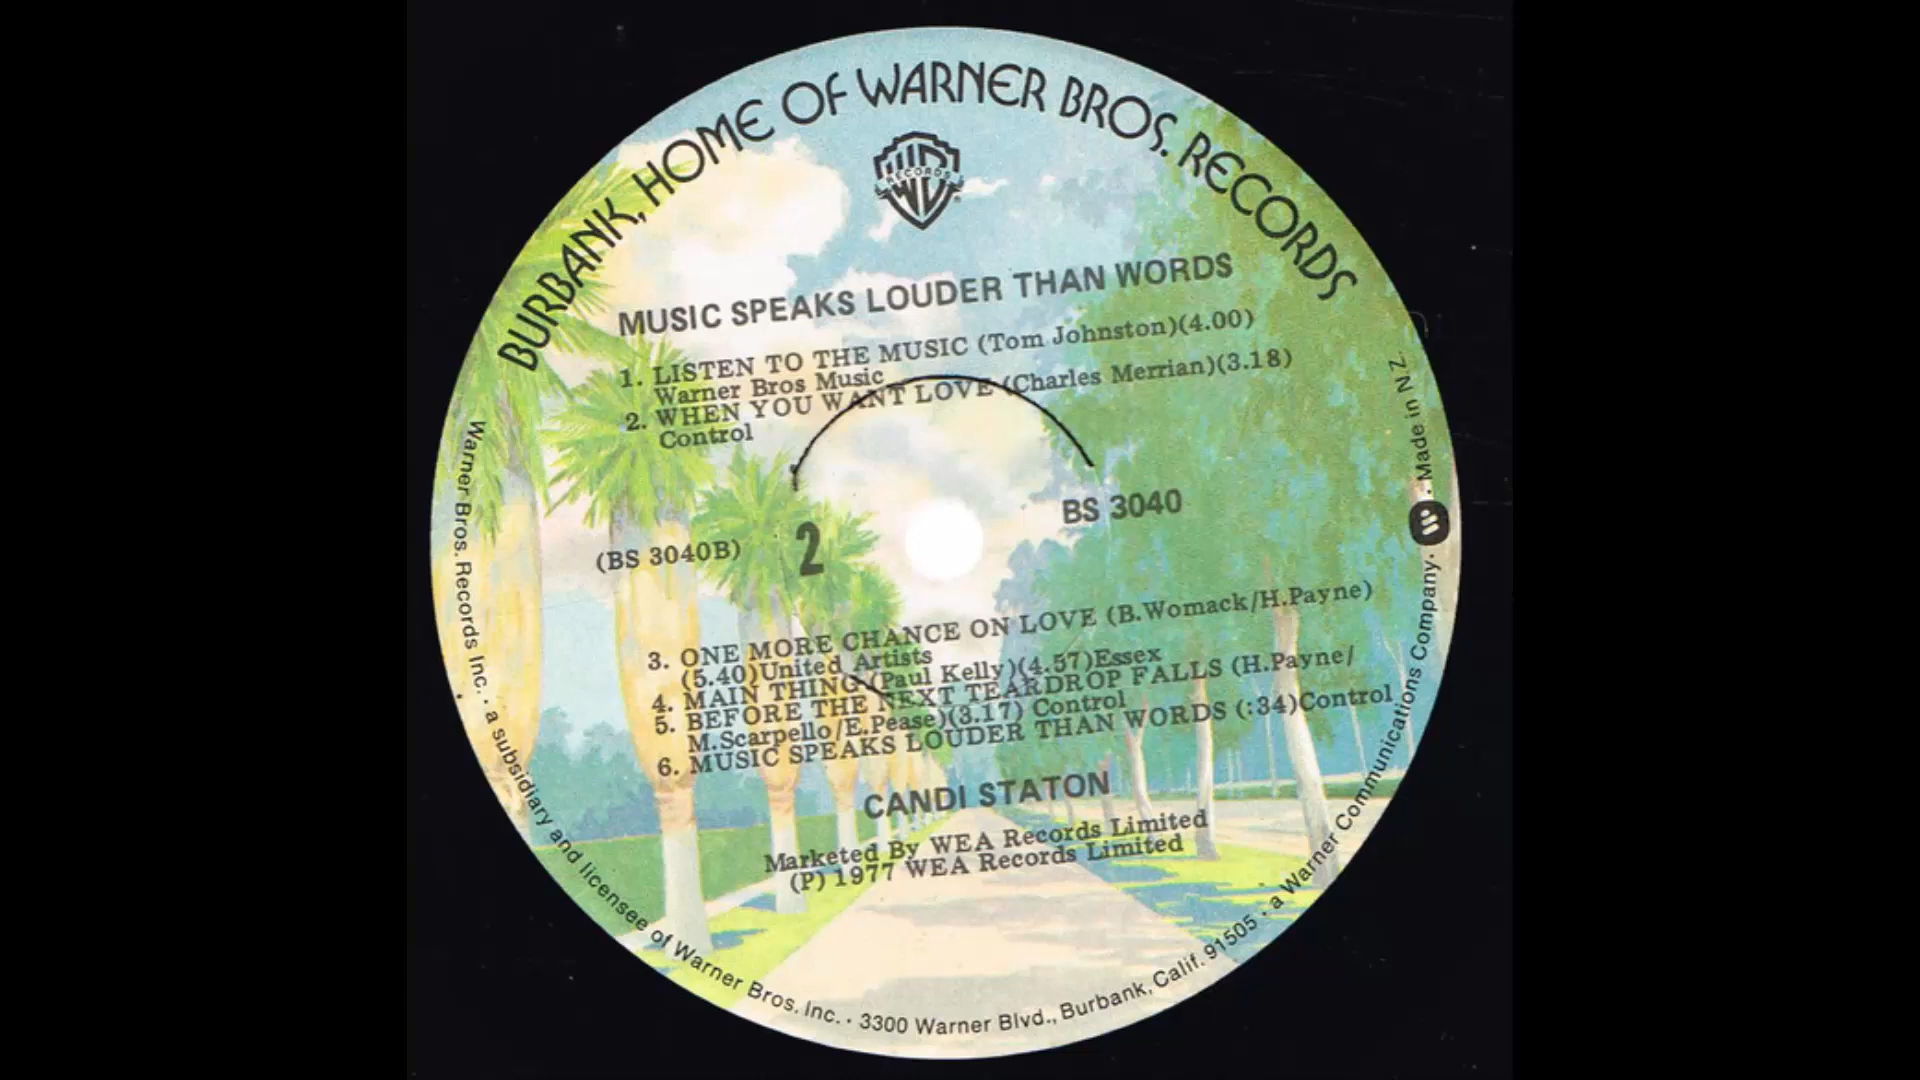 BURBANK, HOME OF WARNER BROS. RECORDS
WB
RECORDS
MUSIC SPEAKS LOUDER THAN WORDS
1. LISTEN TO THE MUSIC (Tom Johnston)(4.00)
Warner Bros Music
2. WHEN YOU WANT LOVE (Charles Merrian)(3.18)
Control
BS 3040
(BS 3040B)
2
3. ONE MORE CHANCE ON LOVE (B.Womack/H.Payne)
(5.40)United Artists
4. MAIN THING (Paul Kelly)(4.57)Essex
5. BEFORE THE NEXT TEARDROP FALLS (H.Payne/
M.Scarpello/E.Pease)(3.17) Control
6. MUSIC SPEAKS LOUDER THAN WORDS (:34)Control
CANDI STATON
Marketed By WEA Records Limited
(P) 1977 WEA Records Limited
Warner Bros. Records Inc. · a subsidiary and licensee of Warner Bros. Inc. · 3300 Warner Blvd., Burbank, Calif. 91505 · a Warner Communications Company · Made in N Z.